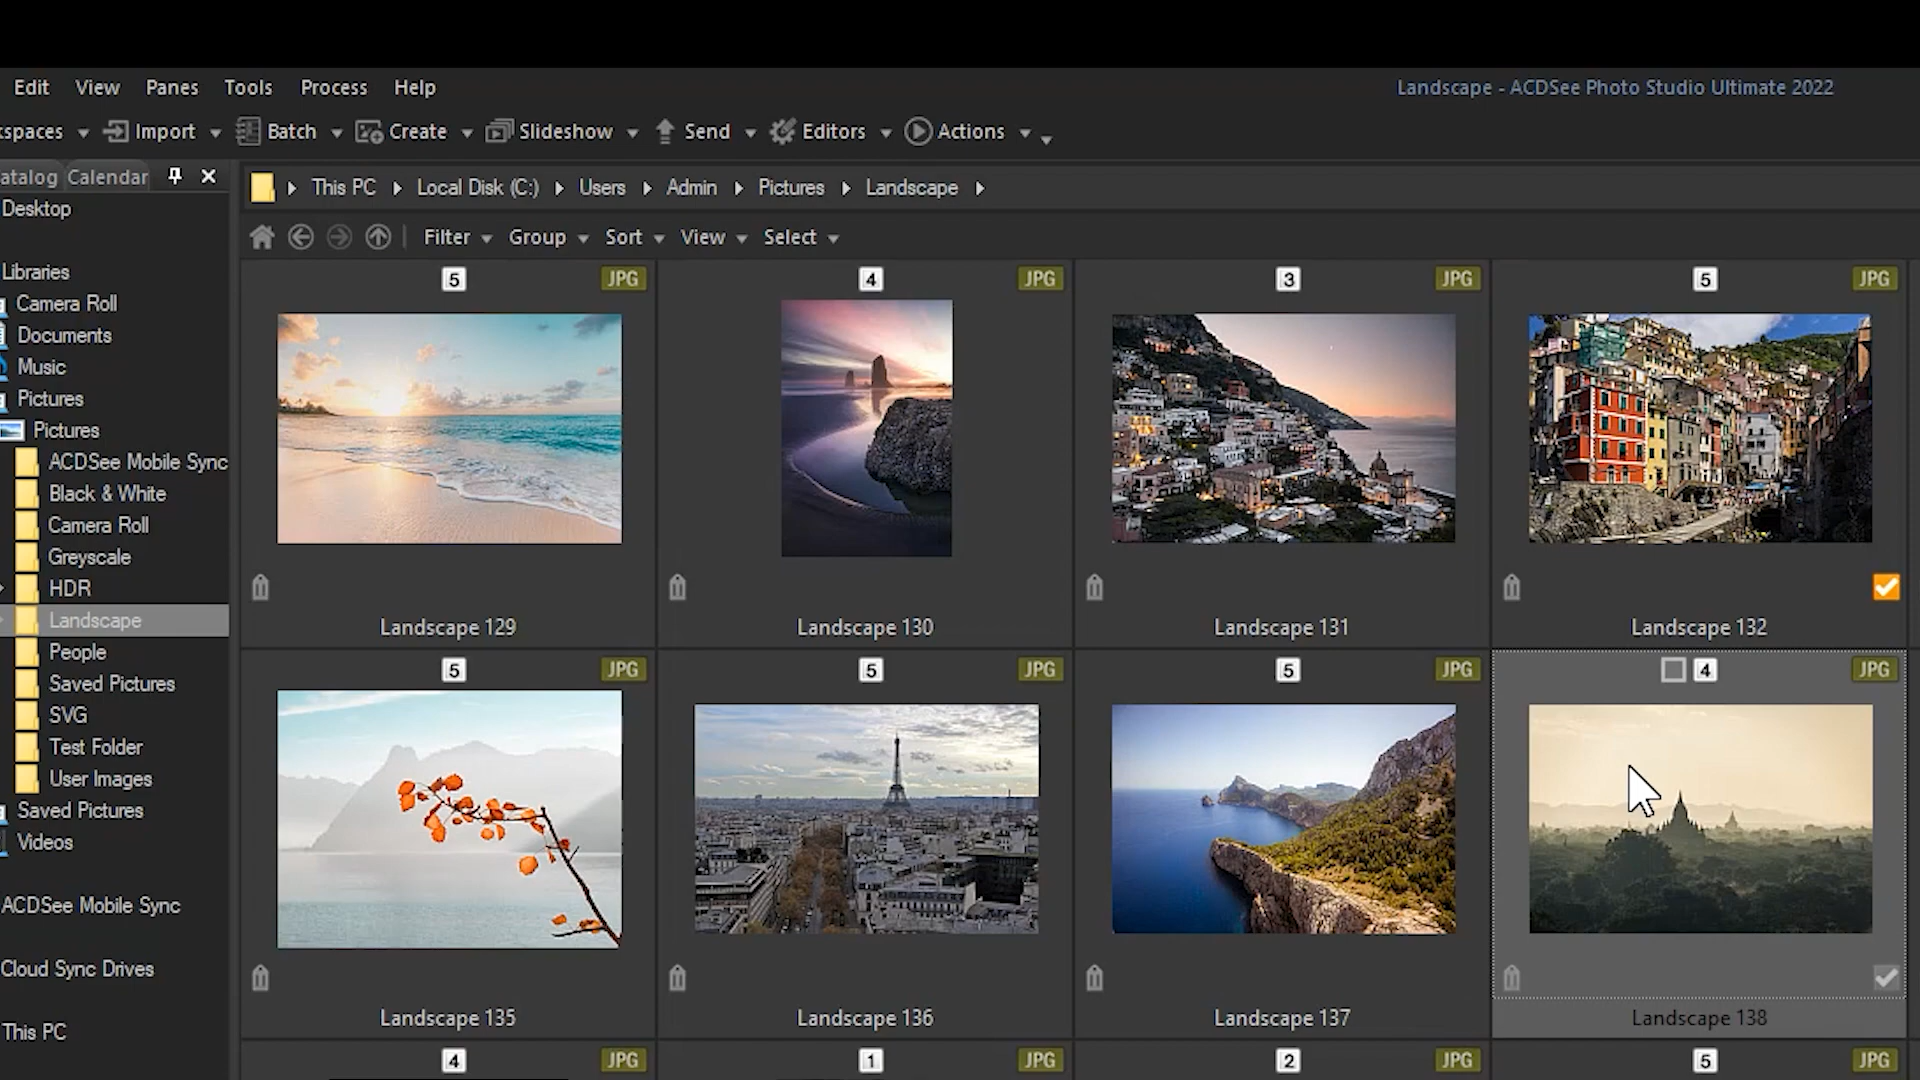 Edit View Panes Tools Process Help
Landscape - ACDSee Photo Studio Ultimate 2022
kspaces Import Batch Create Slideshow Send Editors Actions
atalog Calendar
This PC Local Disk (C:) Users Admin Pictures Landscape
Filter Group Sort View Select
Desktop
Libraries
Camera Roll
Documents
Music
Pictures
Pictures
ACDSee Mobile Sync
Black & White
Camera Roll
Greyscale
HDR
Landscape
People
Saved Pictures
SVG
Test Folder
User Images
Saved Pictures
Videos
ACDSee Mobile Sync
Cloud Sync Drives
This PC
5 JPG 4 JPG 3 JPG 5 JPG
Landscape 129 Landscape 130 Landscape 131 Landscape 132
5 JPG 5 JPG 5 JPG 4 JPG
Landscape 135 Landscape 136 Landscape 137 Landscape 138
4 JPG 1 JPG 2 JPG 5 JPG